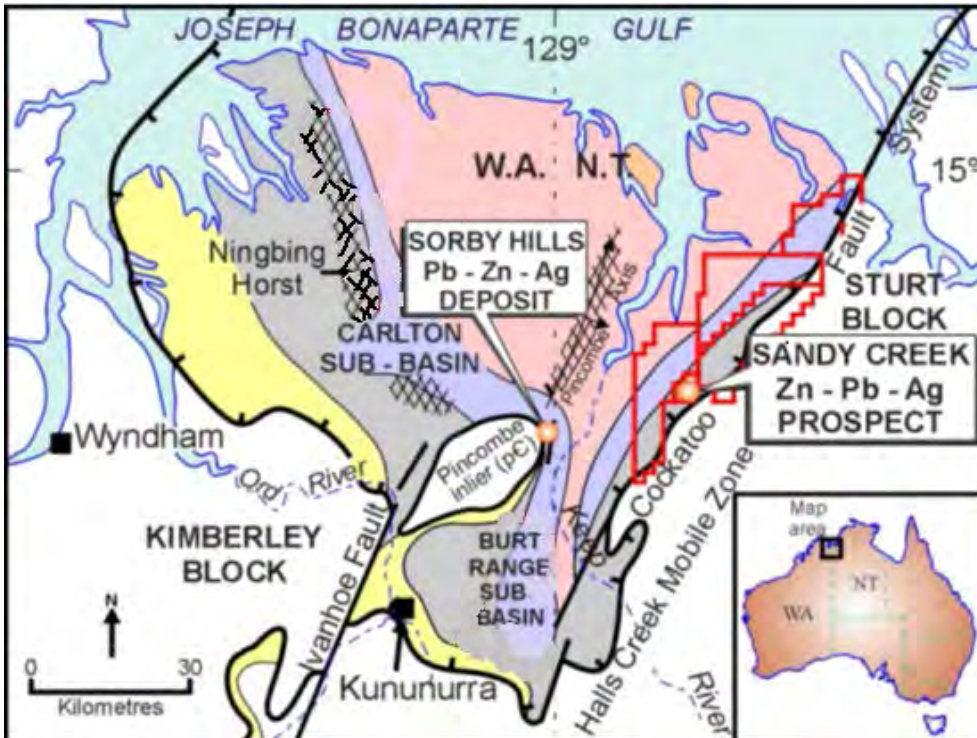 JOSEPH BONAPARTE GULF
129°
System
15°
W.A. N.T.
SORBY HILLS
Pb - Zn - Ag
DEPOSIT
Ningbing
Horst
Axis
Pincombe
Fault
STURT
BLOCK
CARLTON
SUB - BASIN
SANDY CREEK
Zn - Pb - Ag
PROSPECT
Wyndham
Ord River
Pincombe
inlier (p€)
Cockatoo
Halls Creek Mobile Zone
KIMBERLEY
BLOCK
Ivanhoe Fault
BURT
RANGE
SUB
BASIN
Map
area
NT
WA
N
0 30
Kilometres
Kununurra
River